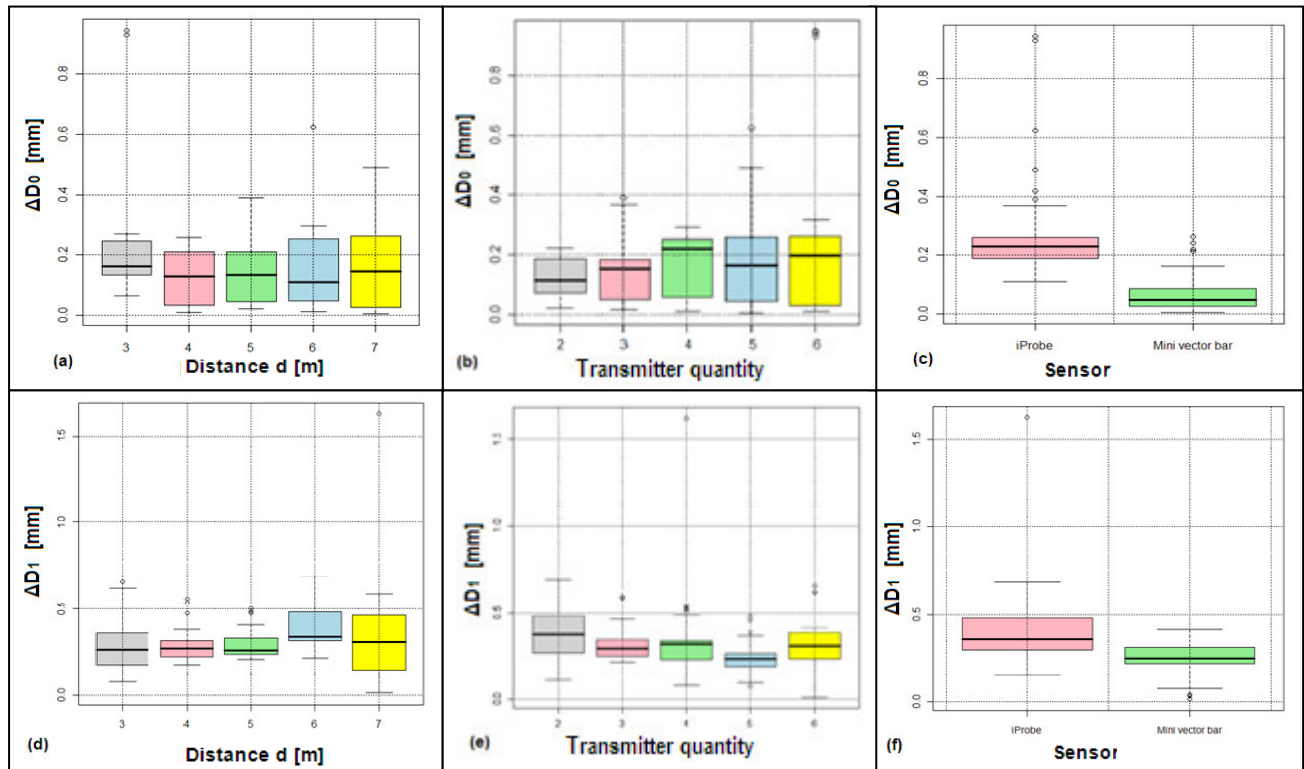 ΔD0 [mm]
0.8
0.6
0.4
0.2
0.0
3 4 5 6 7
(a) Distance d [m]
ΔD0 [mm]
0.8
0.6
0.4
0.2
0.0
2 3 4 5 6
(b) Transmitter quantity
ΔD0 [mm]
0.8
0.6
0.4
0.2
0.0
iProbe Mini vector bar
(c) Sensor
ΔD1 [mm]
1.5
1.0
0.5
0.0
3 4 5 6 7
(d) Distance d [m]
ΔD1 [mm]
1.5
1.0
0.5
0.0
2 3 4 5 6
(e) Transmitter quantity
ΔD1 [mm]
1.5
1.0
0.5
0.0
iProbe Mini vector bar
(f) Sensor